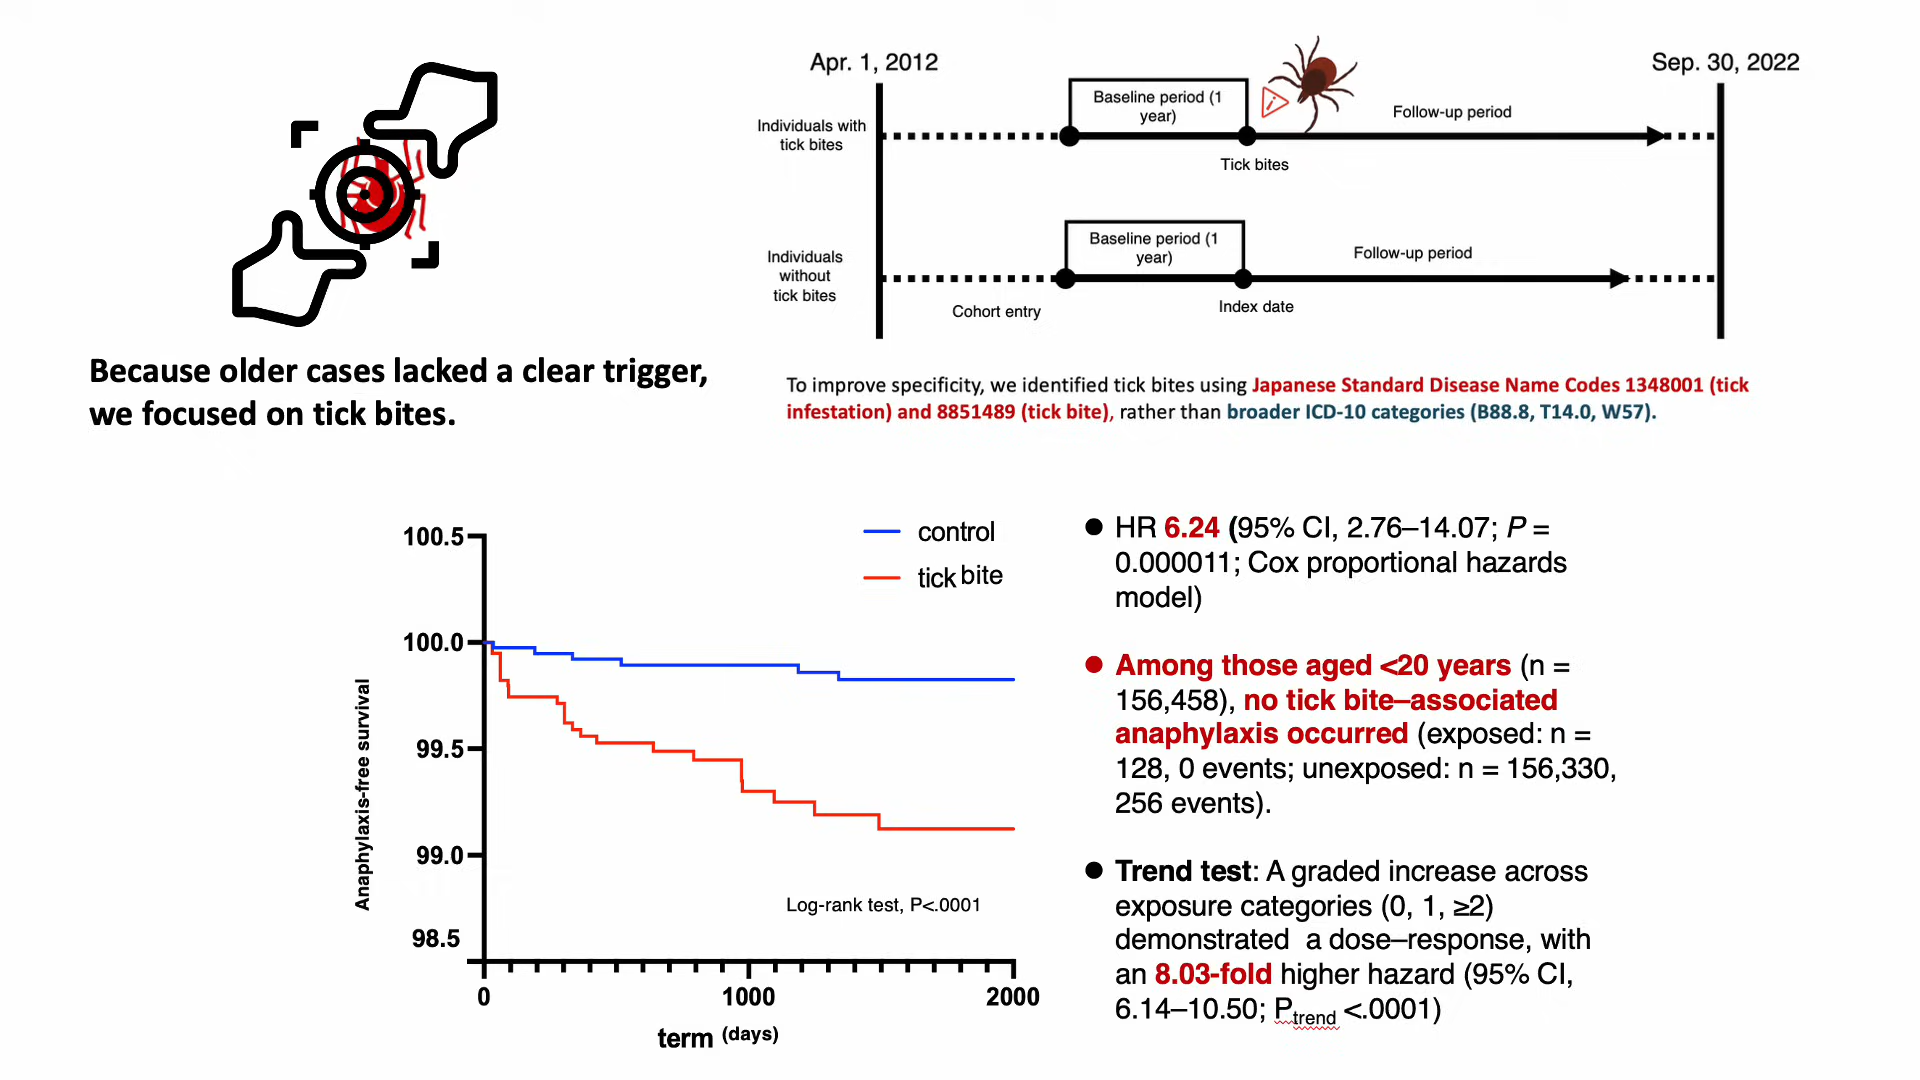 Because older cases lacked a clear trigger,
we focused on tick bites.
Apr. 1, 2012
Sep. 30, 2022
Individuals with
tick bites
Baseline period (1
year)
Follow-up period
Tick bites
Individuals
without
tick bites
Baseline period (1
year)
Follow-up period
Cohort entry
Index date
To improve specificity, we identified tick bites using Japanese Standard Disease Name Codes 1348001 (tick
infestation) and 8851489 (tick bite), rather than broader ICD-10 categories (B88.8, T14.0, W57).
100.5
100.0
99.5
99.0
98.5
Anaphylaxis-free survival
control
tick bite
Log-rank test, P<.0001
0
1000
2000
term (days)
● HR 6.24 (95% CI, 2.76–14.07; P =
0.000011; Cox proportional hazards
model)
● Among those aged <20 years (n =
156,458), no tick bite–associated
anaphylaxis occurred (exposed: n =
128, 0 events; unexposed: n = 156,330,
256 events).
● Trend test: A graded increase across
exposure categories (0, 1, ≥2)
demonstrated a dose–response, with
an 8.03-fold higher hazard (95% CI,
6.14–10.50; Ptrend <.0001)